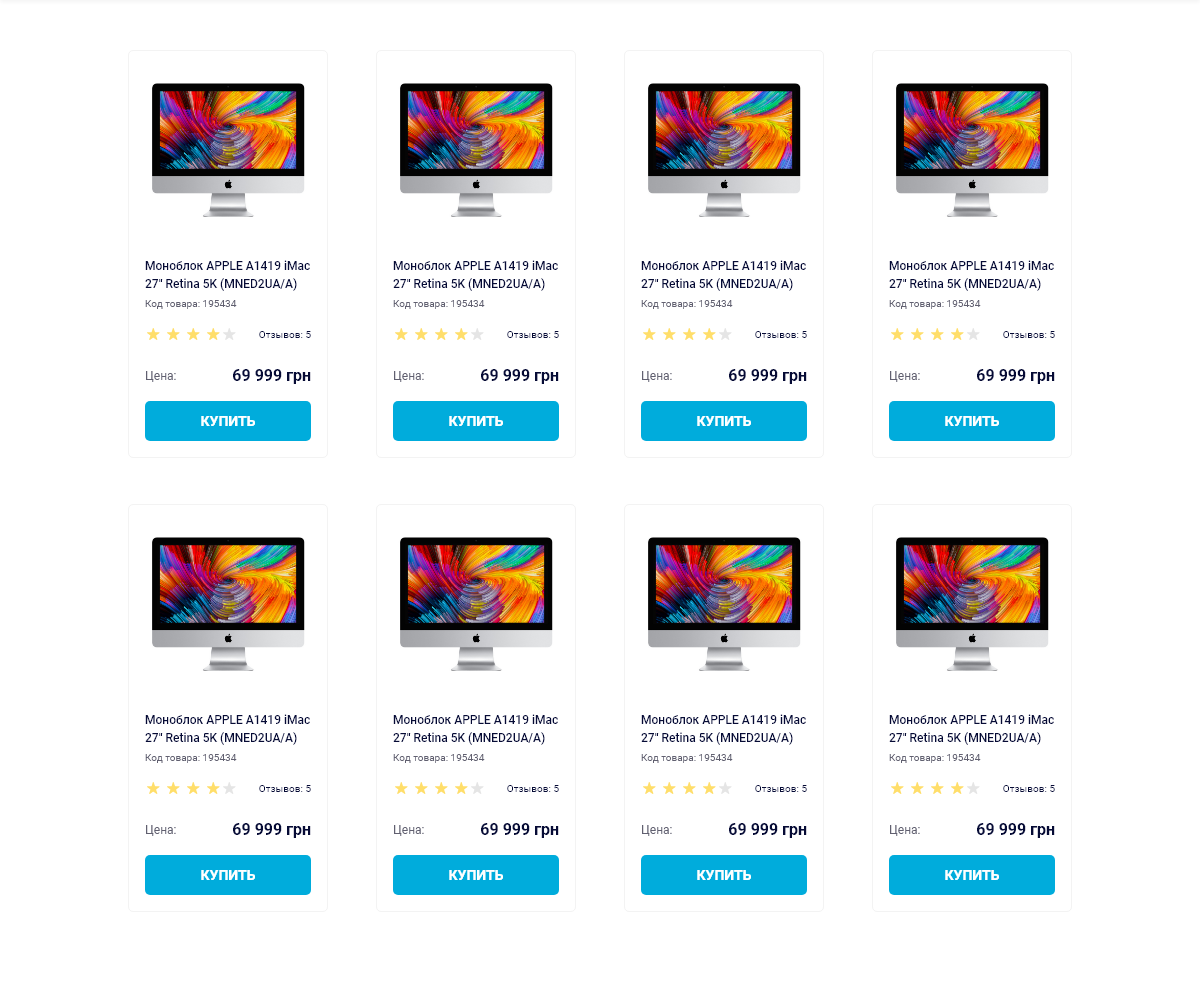 Моноблок APPLE A1419 iMac
27" Retina 5K (MNED2UA/A)
Код товара: 195434
Отзывов: 5
Цена: 69 999 грн
КУПИТЬ
Моноблок APPLE A1419 iMac
27" Retina 5K (MNED2UA/A)
Код товара: 195434
Отзывов: 5
Цена: 69 999 грн
КУПИТЬ
Моноблок APPLE A1419 iMac
27" Retina 5K (MNED2UA/A)
Код товара: 195434
Отзывов: 5
Цена: 69 999 грн
КУПИТЬ
Моноблок APPLE A1419 iMac
27" Retina 5K (MNED2UA/A)
Код товара: 195434
Отзывов: 5
Цена: 69 999 грн
КУПИТЬ
Моноблок APPLE A1419 iMac
27" Retina 5K (MNED2UA/A)
Код товара: 195434
Отзывов: 5
Цена: 69 999 грн
КУПИТЬ
Моноблок APPLE A1419 iMac
27" Retina 5K (MNED2UA/A)
Код товара: 195434
Отзывов: 5
Цена: 69 999 грн
КУПИТЬ
Моноблок APPLE A1419 iMac
27" Retina 5K (MNED2UA/A)
Код товара: 195434
Отзывов: 5
Цена: 69 999 грн
КУПИТЬ
Моноблок APPLE A1419 iMac
27" Retina 5K (MNED2UA/A)
Код товара: 195434
Отзывов: 5
Цена: 69 999 грн
КУПИТЬ